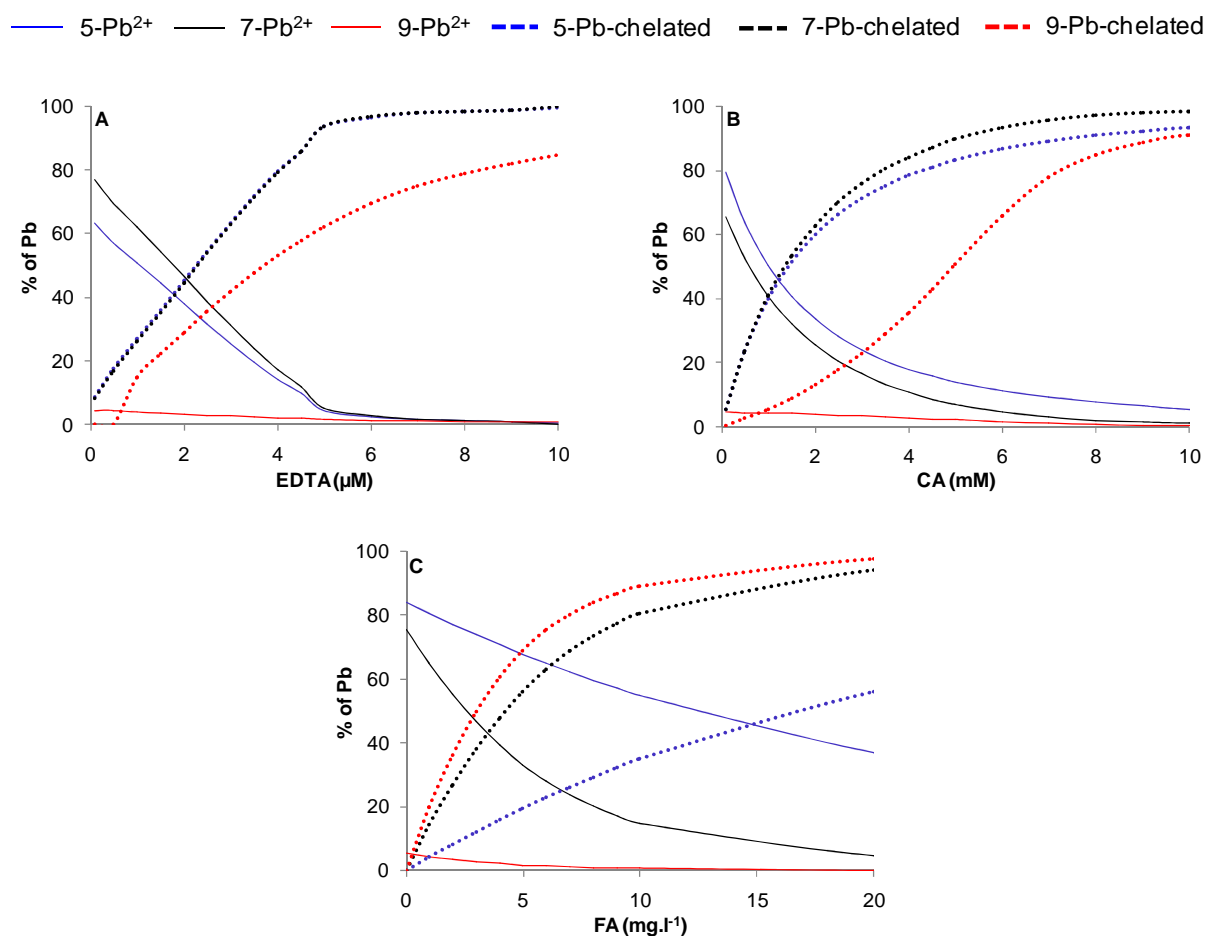 5-Pb²⁺ 7-Pb²⁺ 9-Pb²⁺ 5-Pb-chelated 7-Pb-chelated 9-Pb-chelated
A
% of Pb
100
80
60
40
20
0
0 2 4 6 8 10
EDTA (µM)
B
% of Pb
100
80
60
40
20
0
0 2 4 6 8 10
CA (mM)
C
% of Pb
100
80
60
40
20
0
0 5 10 15 20
FA (mg.l⁻¹)